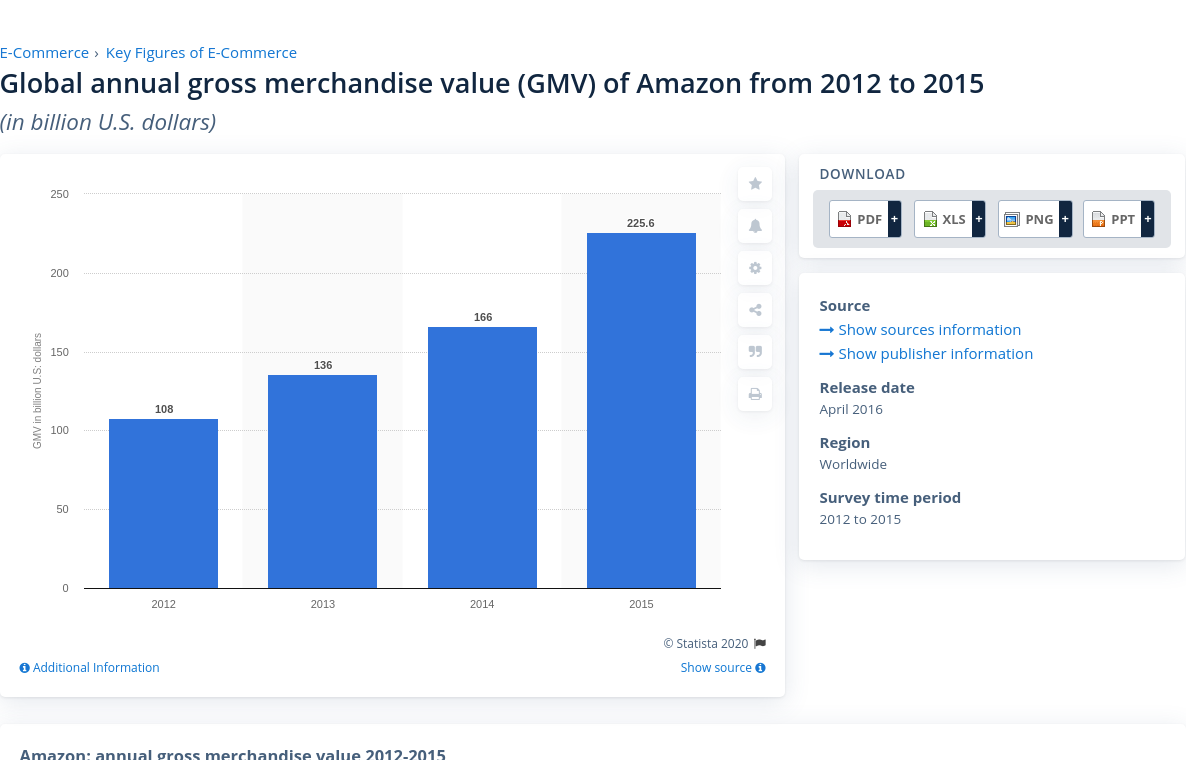 E-Commerce › Key Figures of E-Commerce
Global annual gross merchandise value (GMV) of Amazon from 2012 to 2015
(in billion U.S. dollars)
250
200
150
100
50
0
GMV in billion U.S: dollars
108
136
166
225.6
2012
2013
2014
2015
© Statista 2020
Additional Information
Show source
DOWNLOAD
PDF + XLS + PNG + PPT +
Source
Show sources information
Show publisher information
Release date
April 2016
Region
Worldwide
Survey time period
2012 to 2015
Amazon: annual gross merchandise value 2012-2015